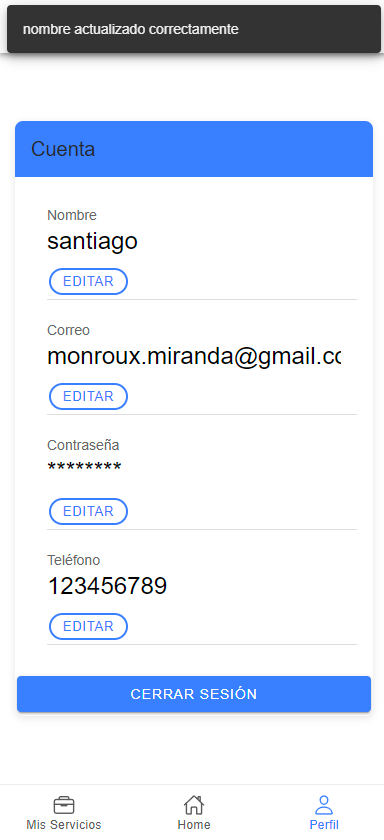 nombre actualizado correctamente
Cuenta
Nombre
santiago
EDITAR
Correo
monroux.miranda@gmail.co
EDITAR
Contraseña
********
EDITAR
Teléfono
123456789
EDITAR
CERRAR SESIÓN
Mis Servicios Home Perfil